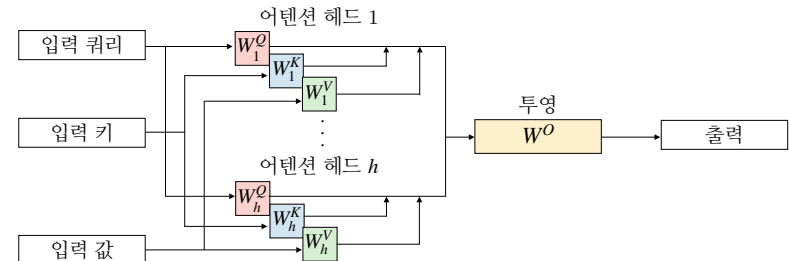 어텐션 헤드 1
입력 쿼리
W_1^Q
W_1^K
W_1^V
입력 키
투영
W^O
출력
어텐션 헤드 h
W_h^Q
W_h^K
입력 값
W_h^V